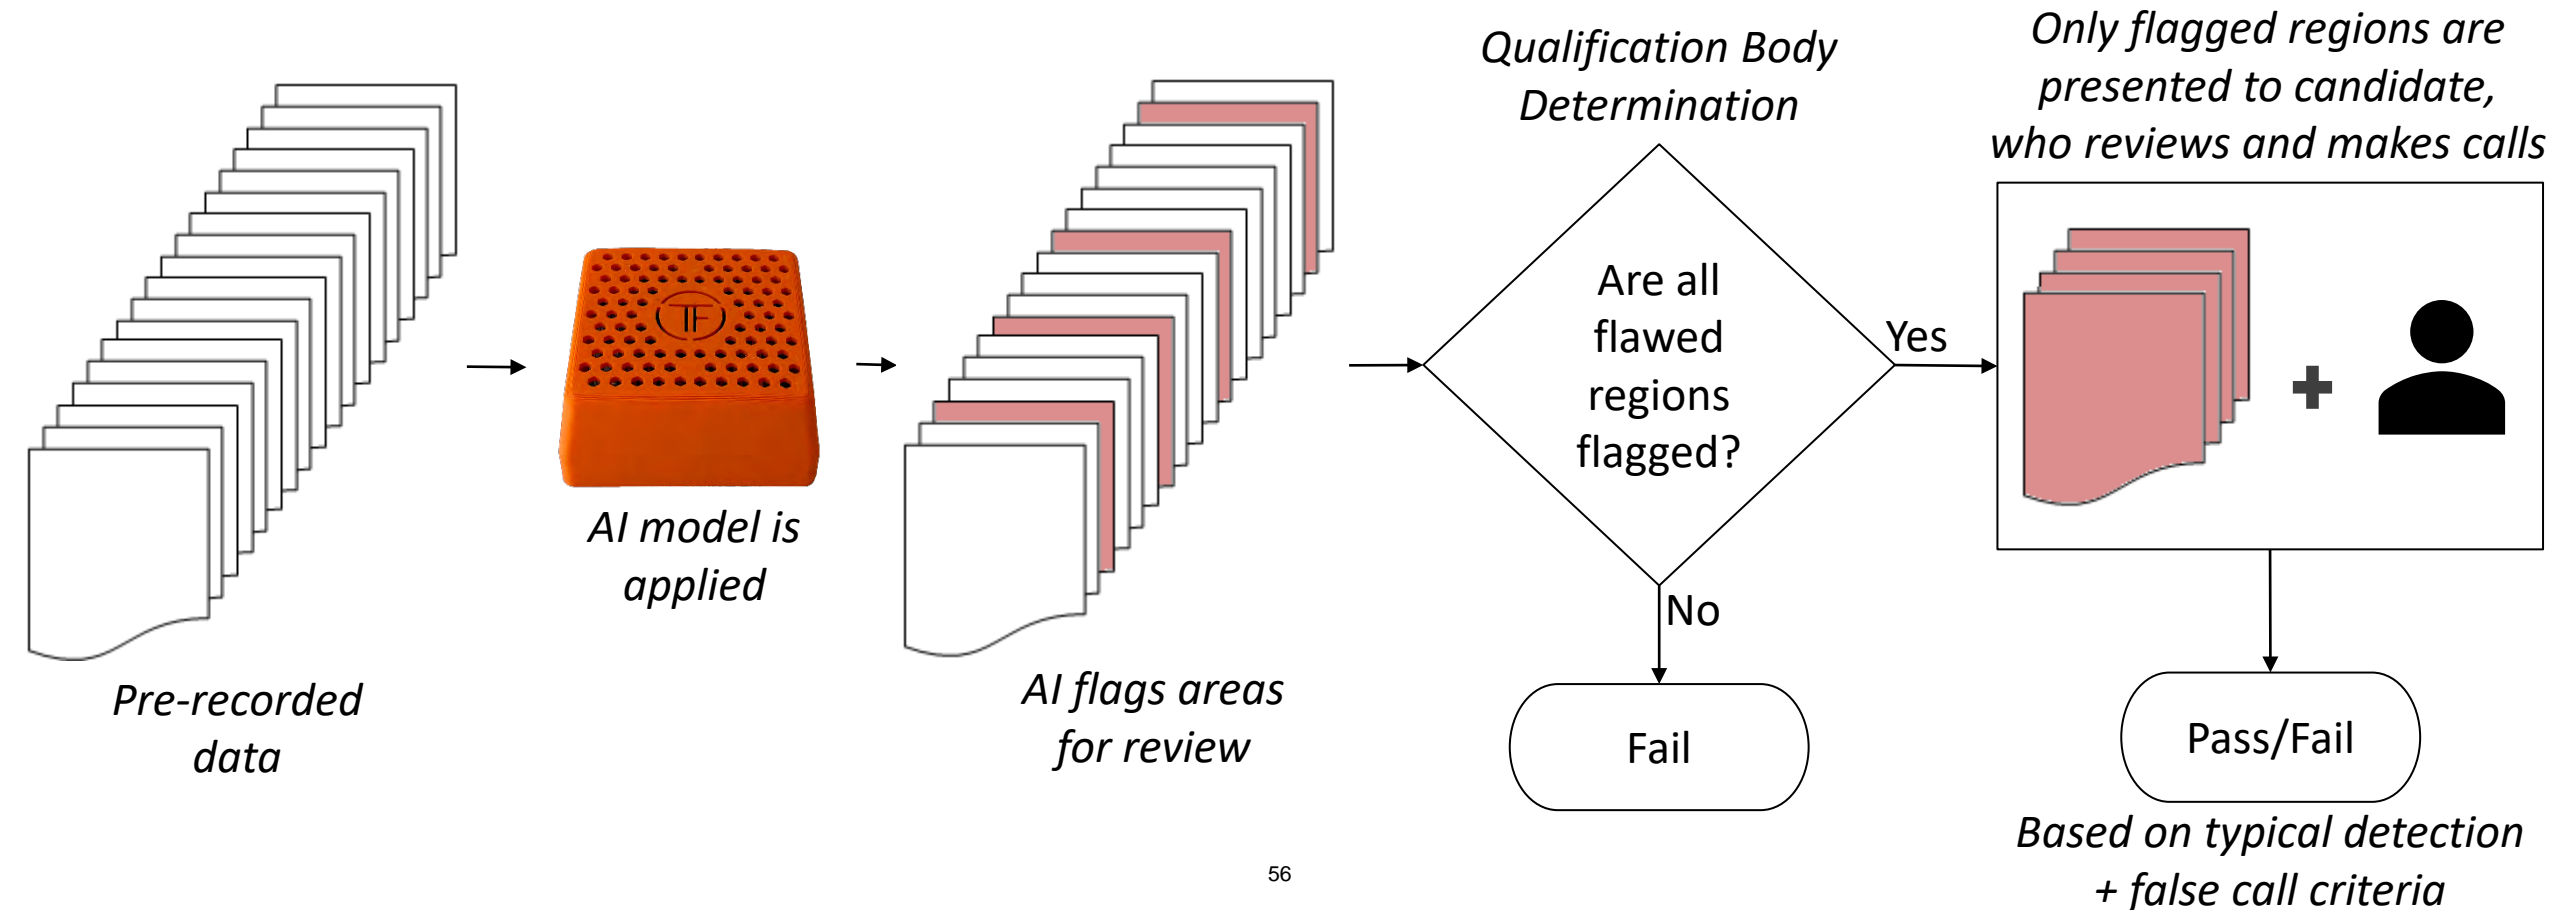 Pre-recorded
data
TF
AI model is
applied
AI flags areas
for review
Qualification Body
Determination
Are all
flawed
regions
flagged?
Yes
No
Fail
Only flagged regions are
presented to candidate,
who reviews and makes calls
Pass/Fail
Based on typical detection
+ false call criteria
56